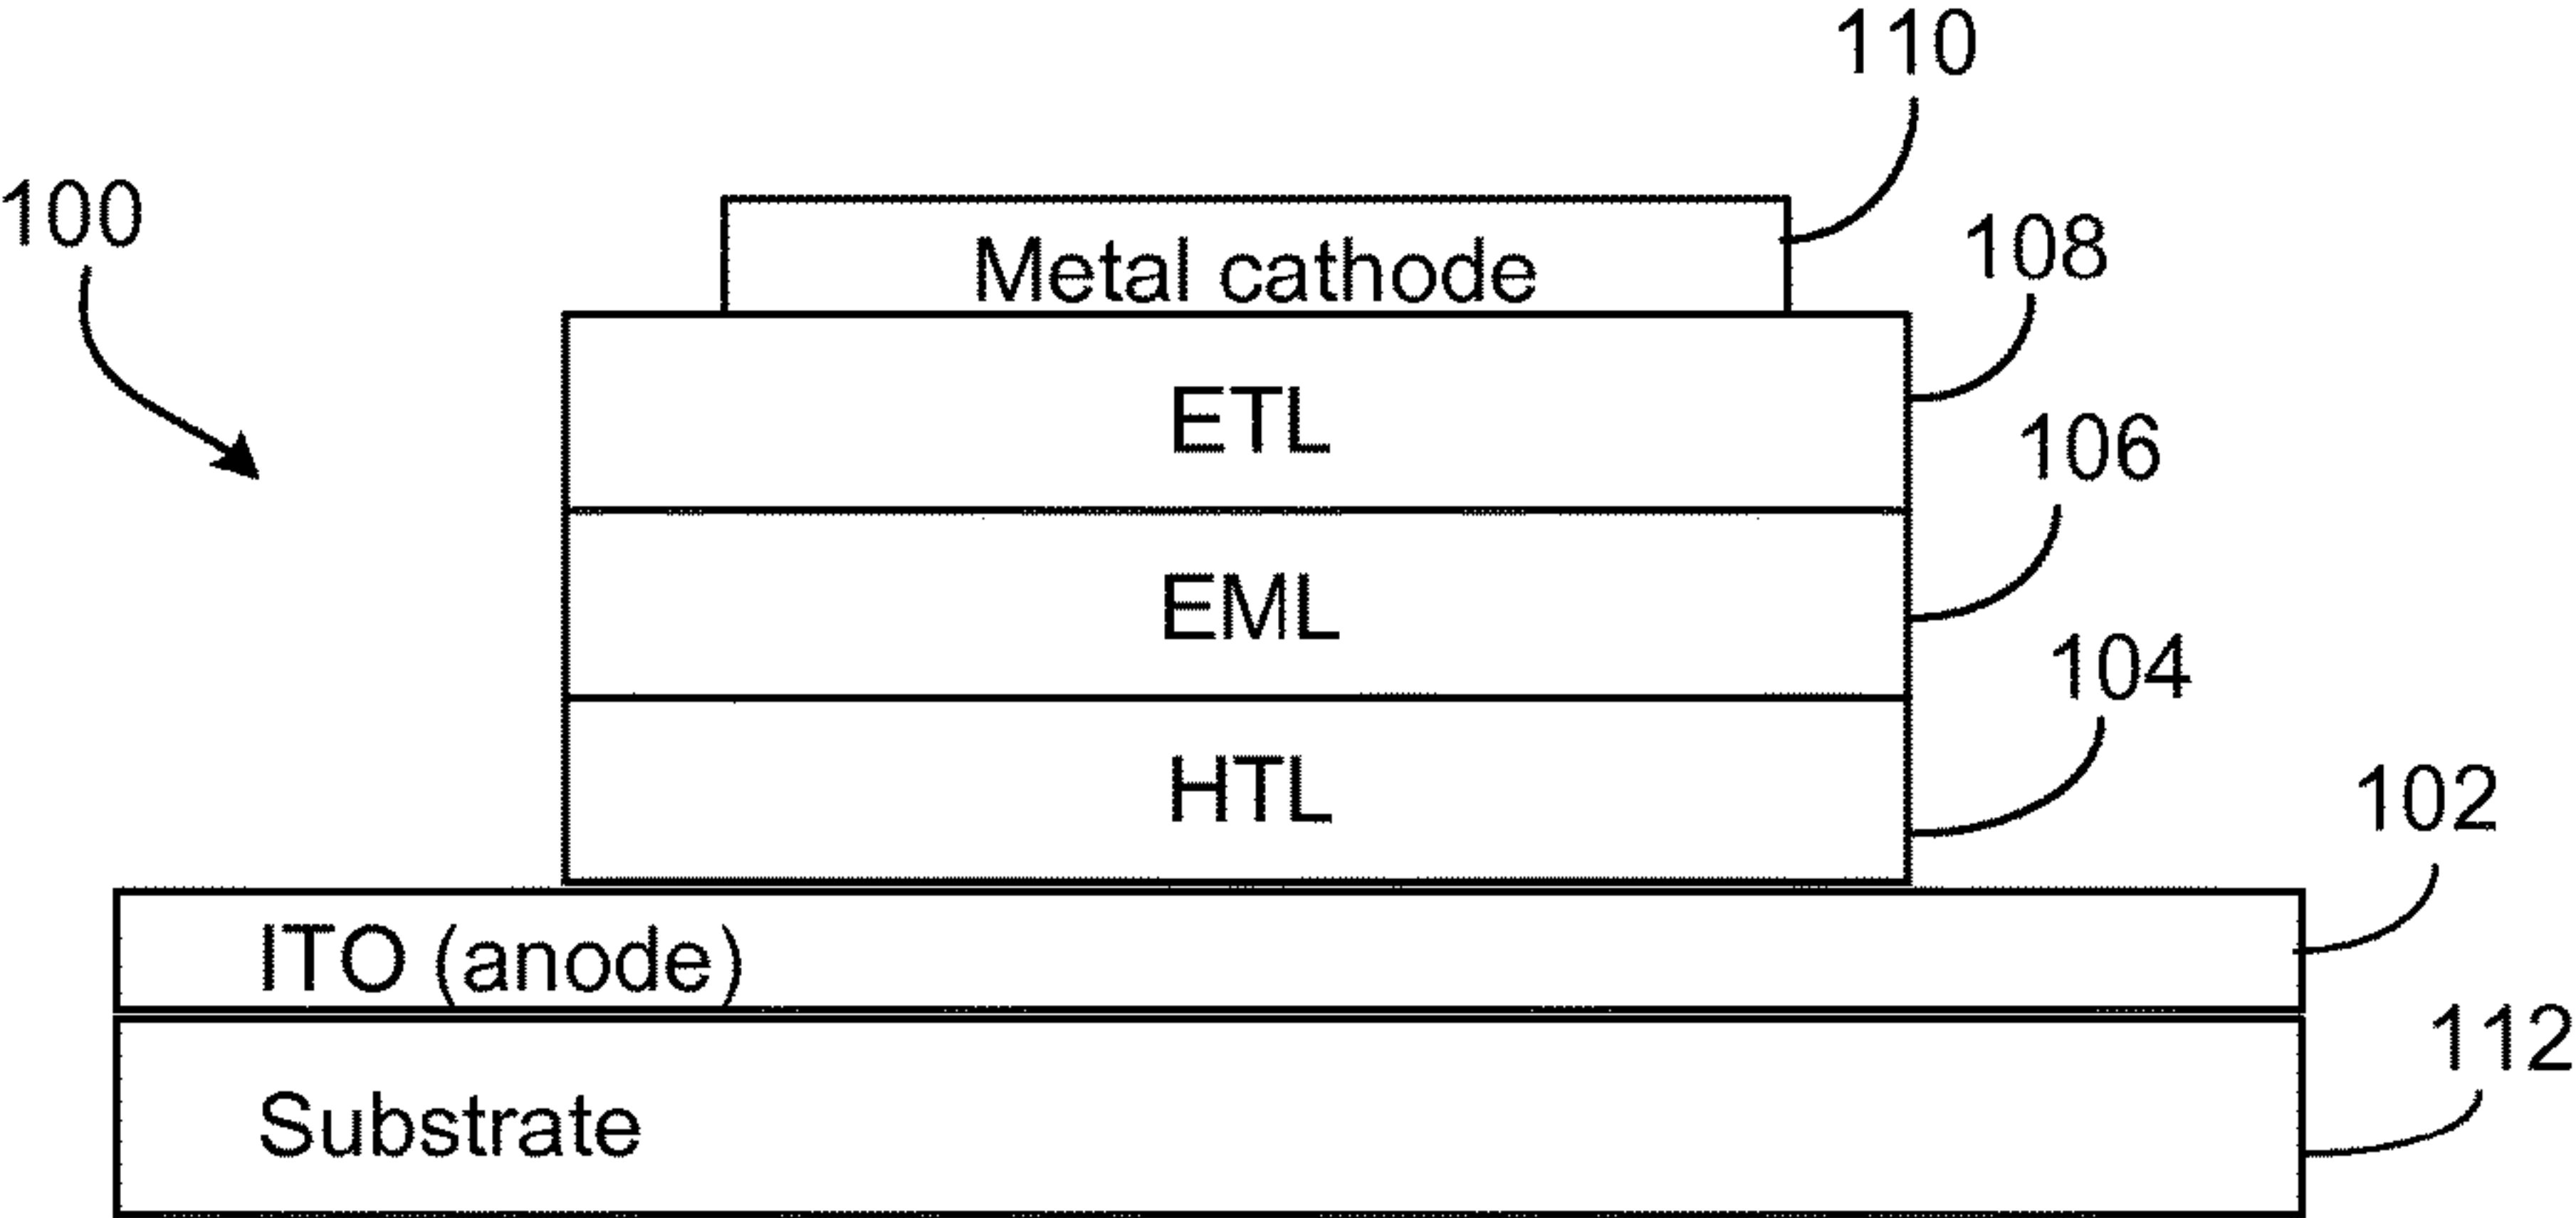 110
100
Metal cathode
108
ETL
106
EML
104
HTL
102
ITO (anode)
112
Substrate